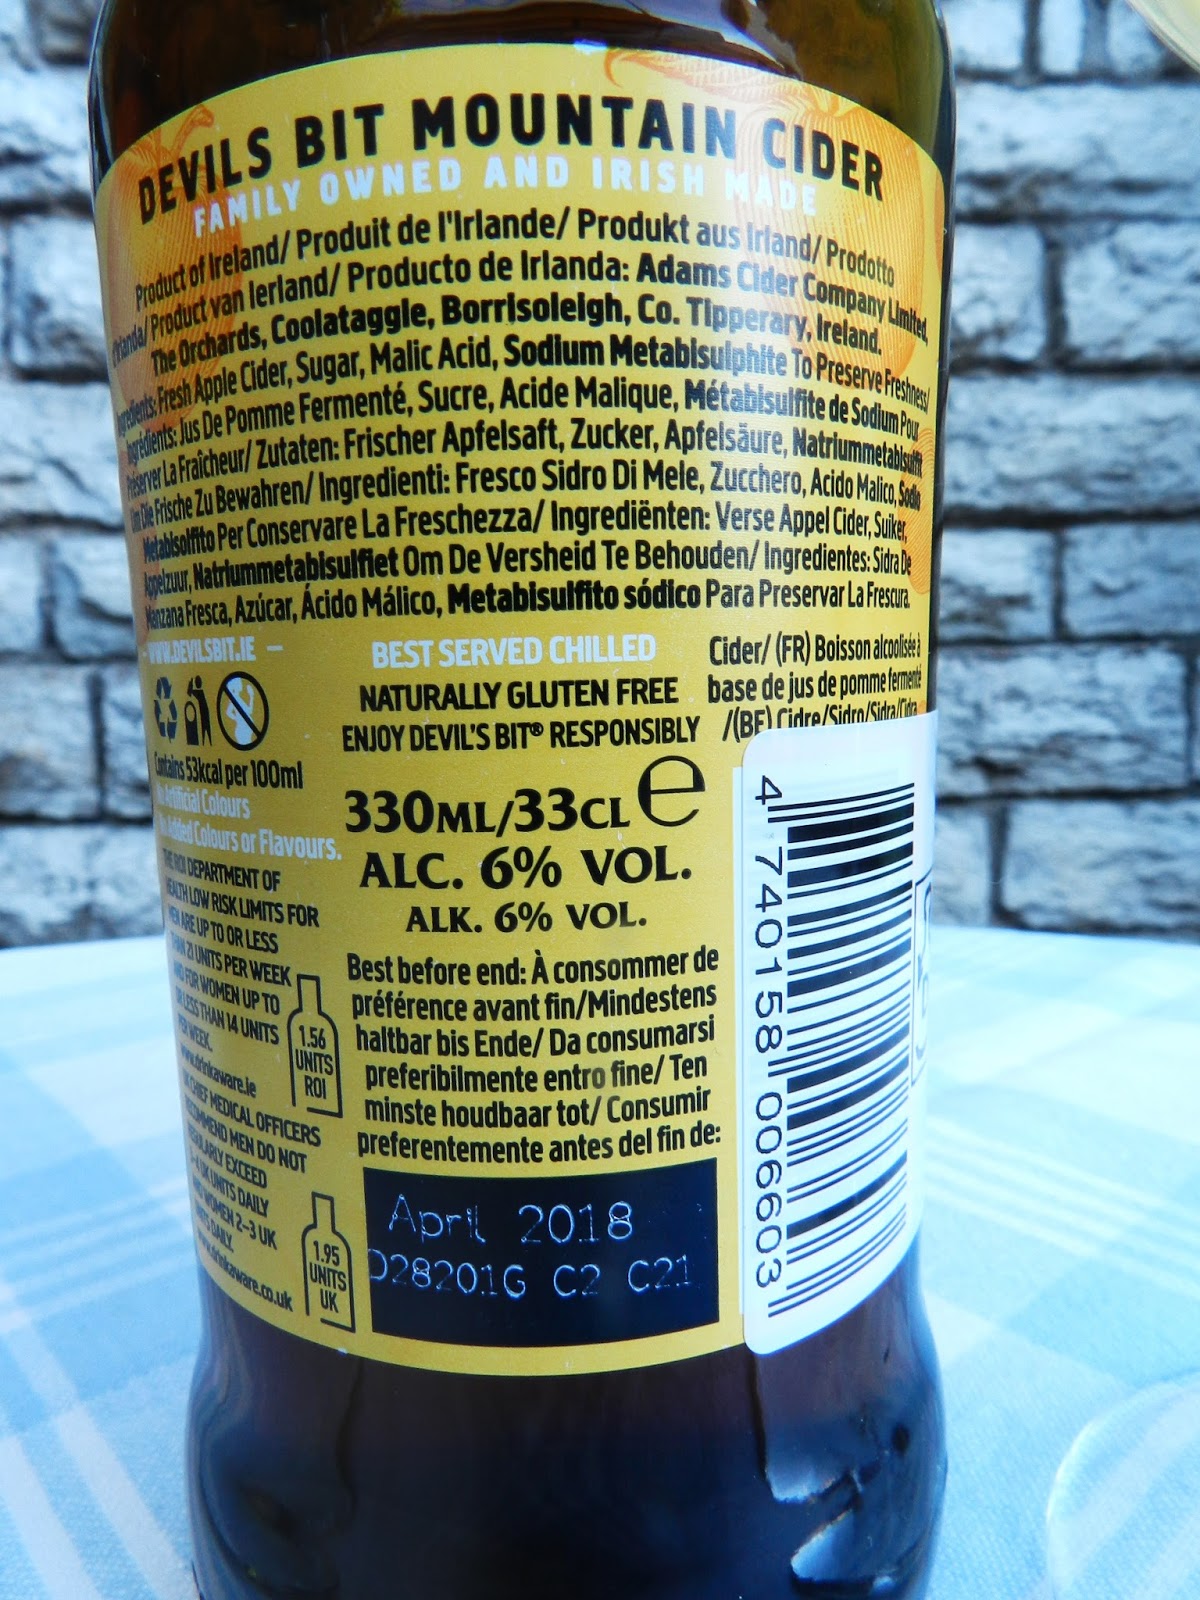 DEVILS BIT MOUNTAIN CIDER
FAMILY OWNED AND IRISH MADE
Product of Ireland/ Produit de l'Irlande/ Produkt aus Irland/ Prodotto
d'Irlanda/ Product van Ierland/ Producto de Irlanda: Adams Cider Company Limited,
The Orchards, Coolataggle, Borrisoleigh, Co. Tipperary, Ireland.
Ingredients: Fresh Apple Cider, Sugar, Malic Acid, Sodium Metabisulphite To Preserve Freshness/
Ingrédients: Jus De Pomme Fermenté, Sucre, Acide Malique, Métabisulfite de Sodium Pour
Préserver La Fraîcheur/ Zutaten: Frischer Apfelsaft, Zucker, Apfelsäure, Natriummetabisulfit
Um Die Frische Zu Bewahren/ Ingredienti: Fresco Sidro Di Mele, Zucchero, Acido Malico, Sodio
Metabisolfito Per Conservare La Freschezza/ Ingrediënten: Verse Appel Cider, Suiker,
Appelzuur, Natriummetabisulfiet Om De Versheid Te Behouden/ Ingredientes: Sidra De
Manzana Fresca, Azúcar, Ácido Málico, Metabisulfito sódico Para Preservar La Frescura.
WWW.DEVILSBIT.IE –
Contains 53kcal per 100ml
No Artificial Colours
No Added Colours or Flavours.
THE ROI DEPARTMENT OF
HEALTH LOW RISK LIMITS FOR
MEN ARE UP TO OR LESS
THAN 21 UNITS PER WEEK
AND FOR WOMEN UP TO
OR LESS THAN 14 UNITS
PER WEEK.
www.drinkaware.ie
1.56
UNITS
ROI
UK CHIEF MEDICAL OFFICERS
RECOMMEND MEN DO NOT
REGULARLY EXCEED
3-4 UK UNITS DAILY
AND WOMEN 2-3 UK
UNITS DAILY.
www.drinkaware.co.uk
1.95
UNITS
UK
BEST SERVED CHILLED
NATURALLY GLUTEN FREE
ENJOY DEVIL'S BIT® RESPONSIBLY
330ML/33CL e
ALC. 6% VOL.
ALK. 6% VOL.
Best before end: À consommer de
préférence avant fin/Mindestens
haltbar bis Ende/ Da consumarsi
preferibilmente entro fine/ Ten
minste houdbaar tot/ Consumir
preferentemente antes del fin de:
April 2018
D28201G C2 C21
Cider/ (FR) Boisson alcoolisée à
base de jus de pomme fermenté
/(BE) Cidre/Sidro/Sidra/Cidra
4 740158 006603